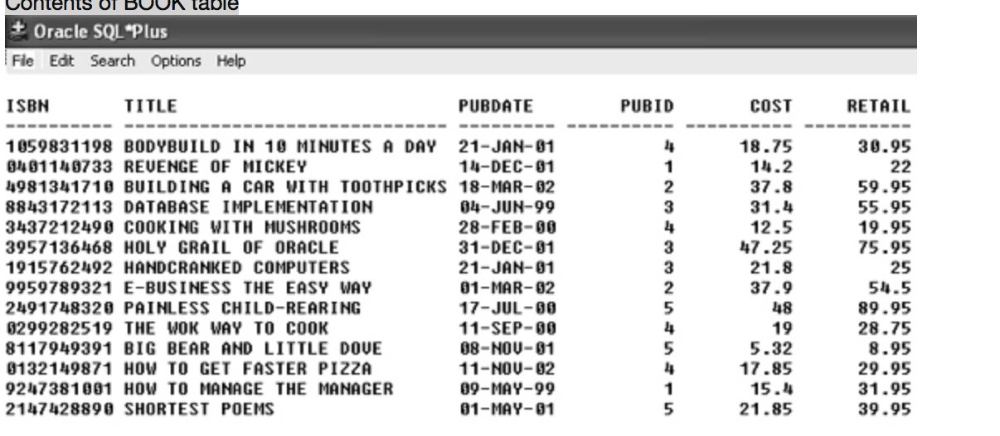 Contents of BOOK table
Oracle SQL*Plus
File Edit Search Options Help
ISBN TITLE PUBDATE PUBID COST RETAIL
---------- ------------------------------ --------- ---------- ---------- ----------
1059831198 BODYBUILD IN 10 MINUTES A DAY 21-JAN-01 4 18.75 30.95
0401140733 REVENGE OF MICKEY 14-DEC-01 1 14.2 22
4981341710 BUILDING A CAR WITH TOOTHPICKS 18-MAR-02 2 37.8 59.95
8843172113 DATABASE IMPLEMENTATION 04-JUN-99 3 31.4 55.95
3437212490 COOKING WITH MUSHROOMS 28-FEB-00 4 12.5 19.95
3957136468 HOLY GRAIL OF ORACLE 31-DEC-01 3 47.25 75.95
1915762492 HANDCRANKED COMPUTERS 21-JAN-01 3 21.8 25
9959789321 E-BUSINESS THE EASY WAY 01-MAR-02 2 37.9 54.5
2491748320 PAINLESS CHILD-REARING 17-JUL-00 5 48 89.95
0299282519 THE WOK WAY TO COOK 11-SEP-00 4 19 28.75
8117949391 BIG BEAR AND LITTLE DOVE 08-NOV-01 5 5.32 8.95
0132149871 HOW TO GET FASTER PIZZA 11-NOV-02 4 17.85 29.95
9247381001 HOW TO MANAGE THE MANAGER 09-MAY-99 1 15.4 31.95
2147428890 SHORTEST POEMS 01-MAY-01 5 21.85 39.95